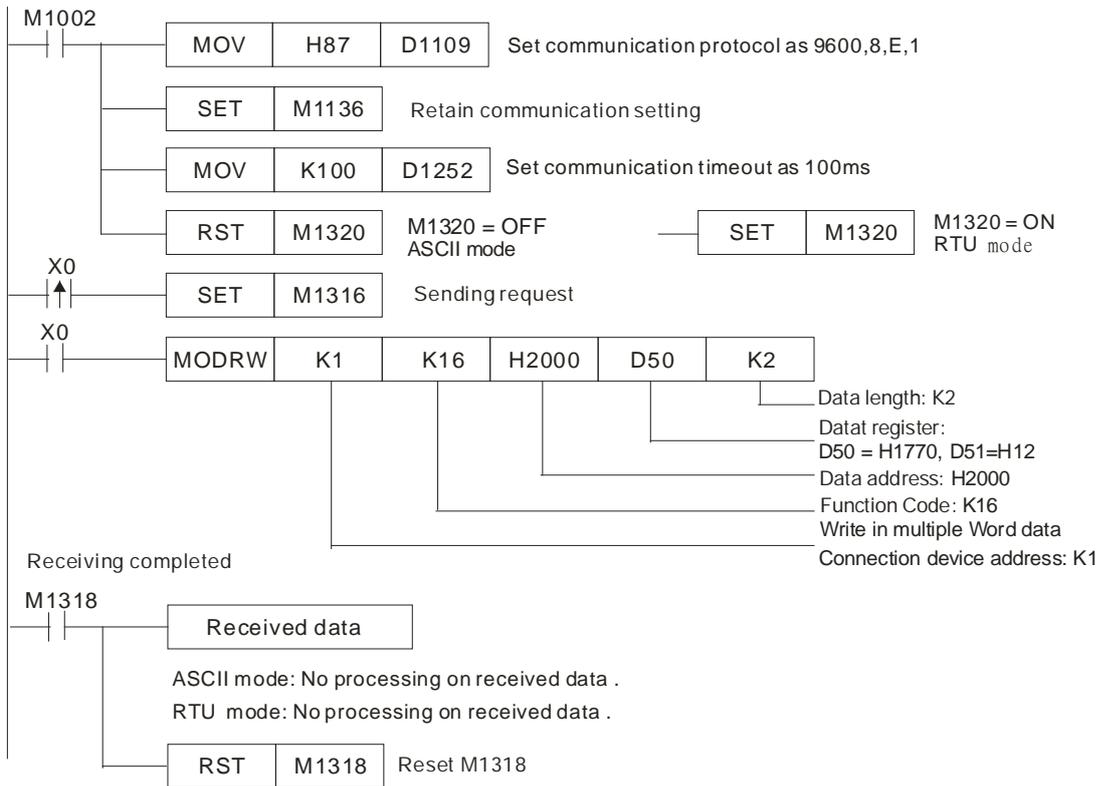 M1002
MOV H87 D1109 Set communication protocol as 9600,8,E,1
SET M1136 Retain communication setting
MOV K100 D1252 Set communication timeout as 100ms
RST M1320 M1320 = OFF
ASCII mode
SET M1320 M1320 = ON
RTU mode
X0
SET M1316 Sending request
X0
MODRW K1 K16 H2000 D50 K2
Data length: K2
Datat register:
D50 = H1770, D51=H12
Data address: H2000
Function Code: K16
Write in multiple Word data
Connection device address: K1
Receiving completed
M1318
Received data
ASCII mode: No processing on received data .
RTU mode: No processing on received data .
RST M1318 Reset M1318